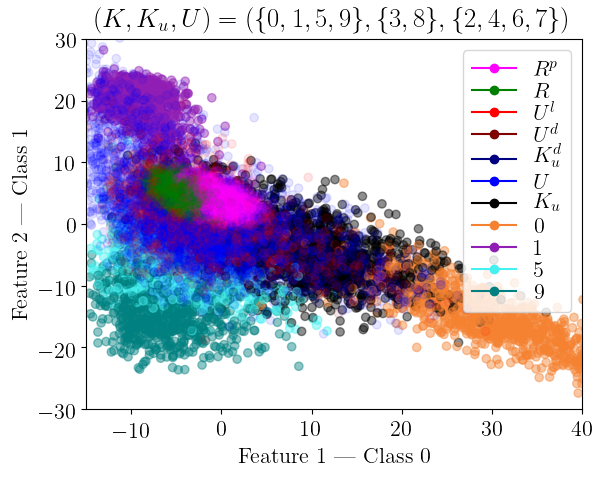 (K, K_u, U) = ({0, 1, 5, 9}, {3, 8}, {2, 4, 6, 7})
30
20
10
0
−10
−20
−30
Feature 2 — Class 1
R^p
R
U^l
U^d
K_u^d
U
K_u
0
1
5
9
−10
0
10
20
30
40
Feature 1 — Class 0